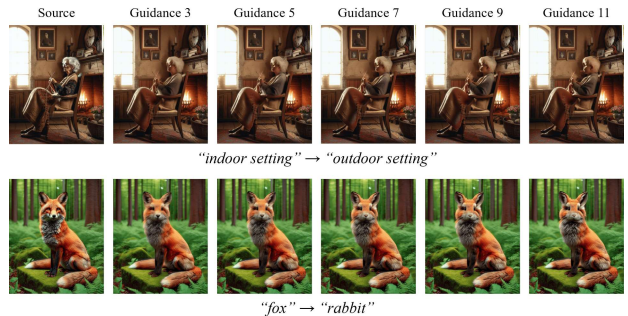 Source Guidance 3 Guidance 5 Guidance 7 Guidance 9 Guidance 11
“indoor setting” → “outdoor setting”
“fox” → “rabbit”